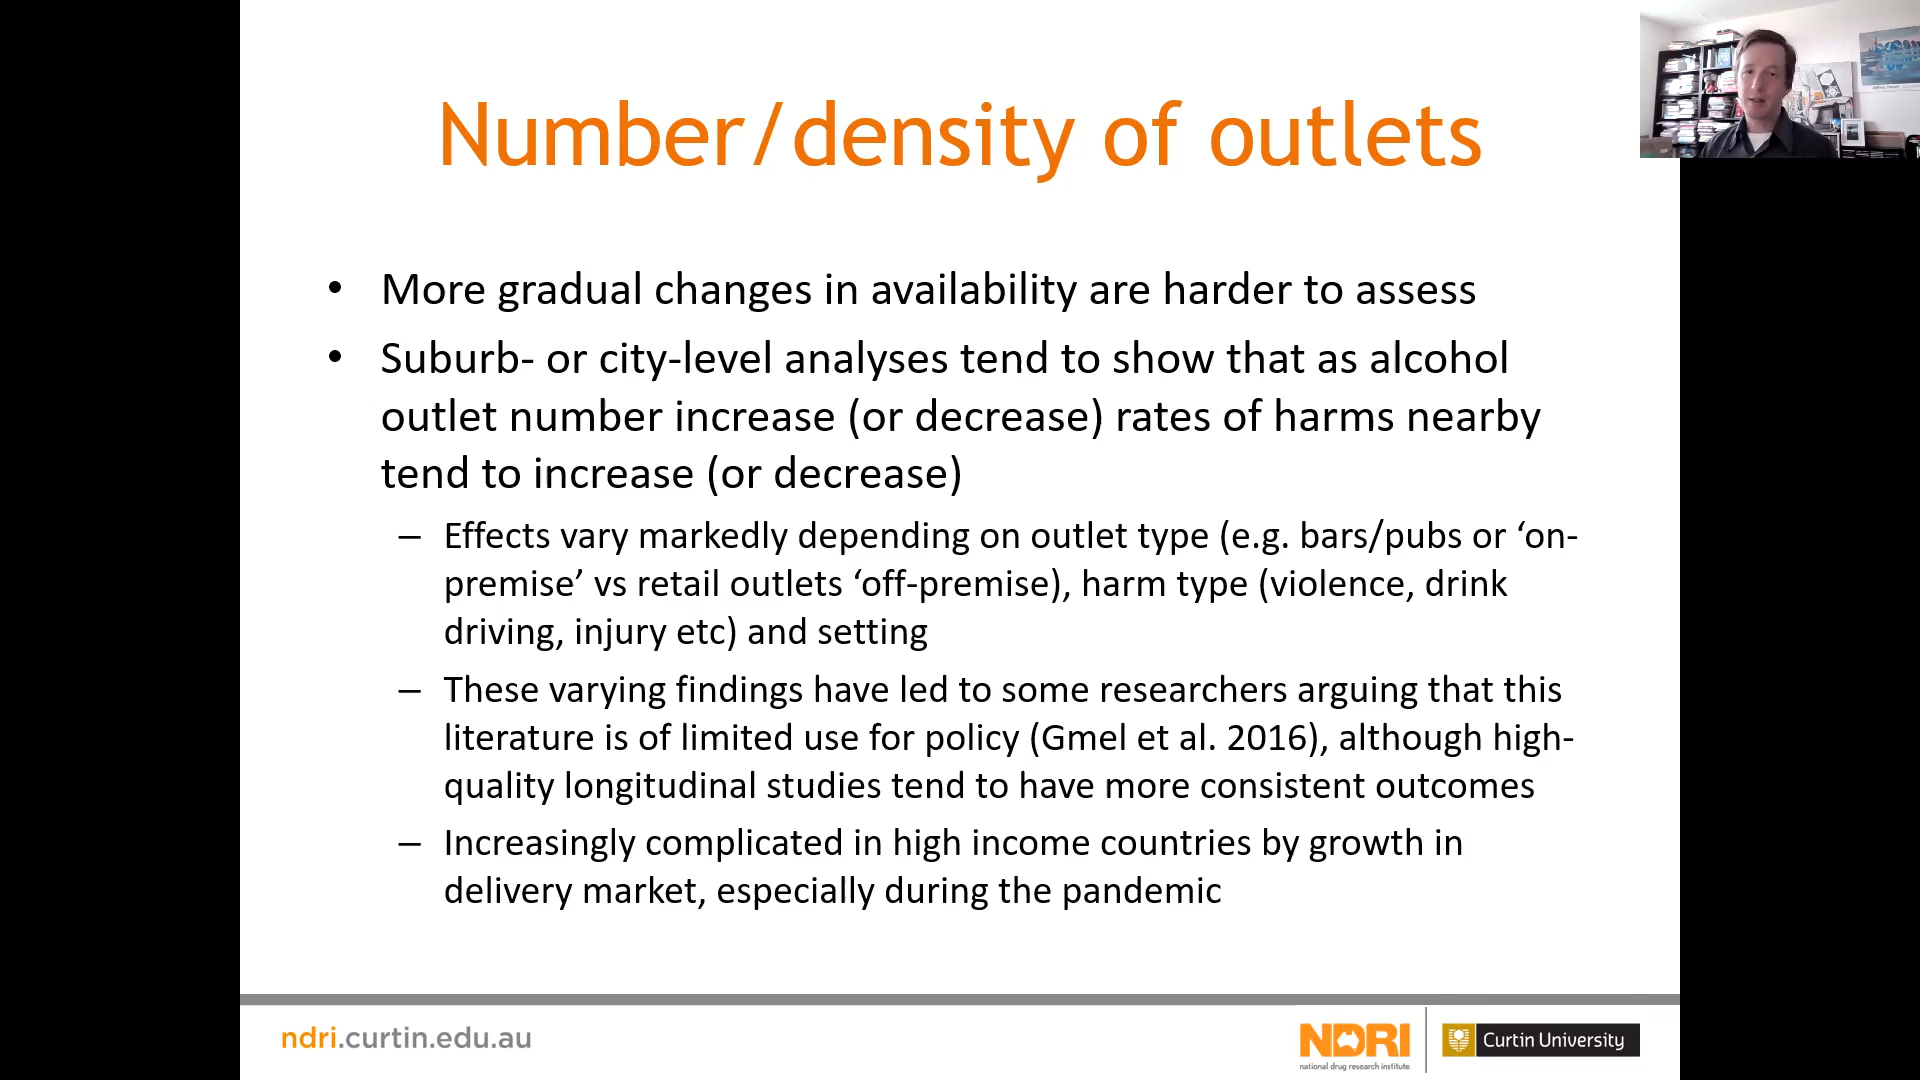 Number/density of outlets
• More gradual changes in availability are harder to assess
• Suburb- or city-level analyses tend to show that as alcohol
outlet number increase (or decrease) rates of harms nearby
tend to increase (or decrease)
– Effects vary markedly depending on outlet type (e.g. bars/pubs or ‘on-
premise’ vs retail outlets ‘off-premise), harm type (violence, drink
driving, injury etc) and setting
– These varying findings have led to some researchers arguing that this
literature is of limited use for policy (Gmel et al. 2016), although high-
quality longitudinal studies tend to have more consistent outcomes
– Increasingly complicated in high income countries by growth in
delivery market, especially during the pandemic
ndri.curtin.edu.au
NDRI
national drug research institute
Curtin University